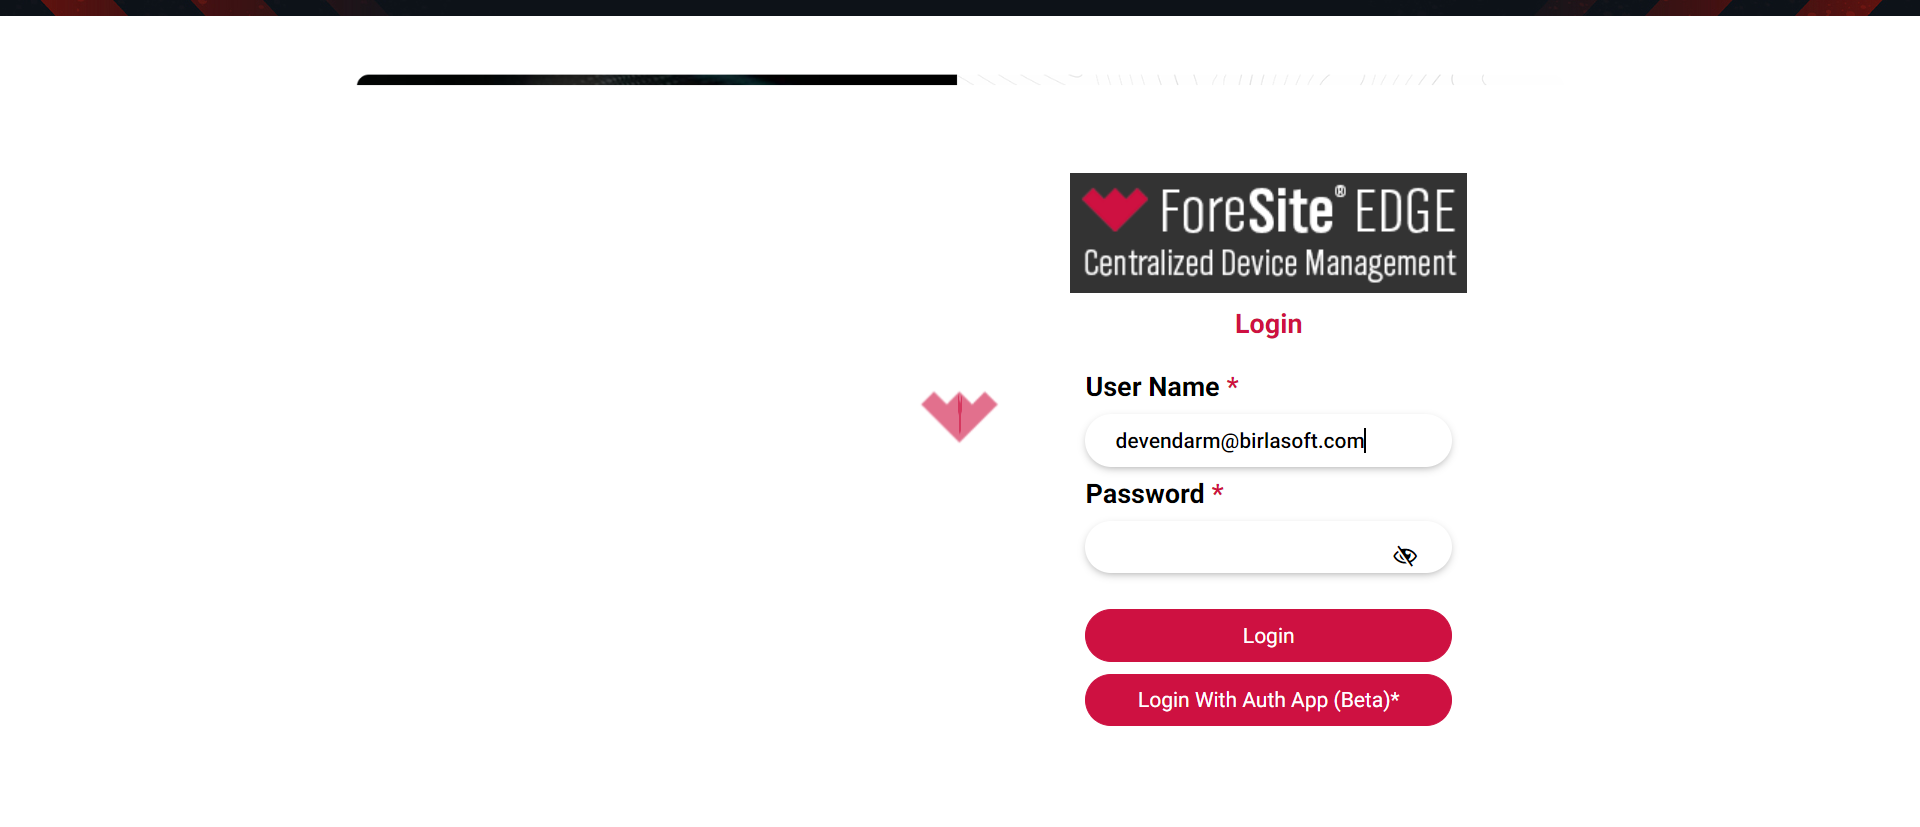 ForeSite® EDGE
Centralized Device Management
Login
User Name *
devendarm@birlasoft.com
Password *
Login
Login With Auth App (Beta)*